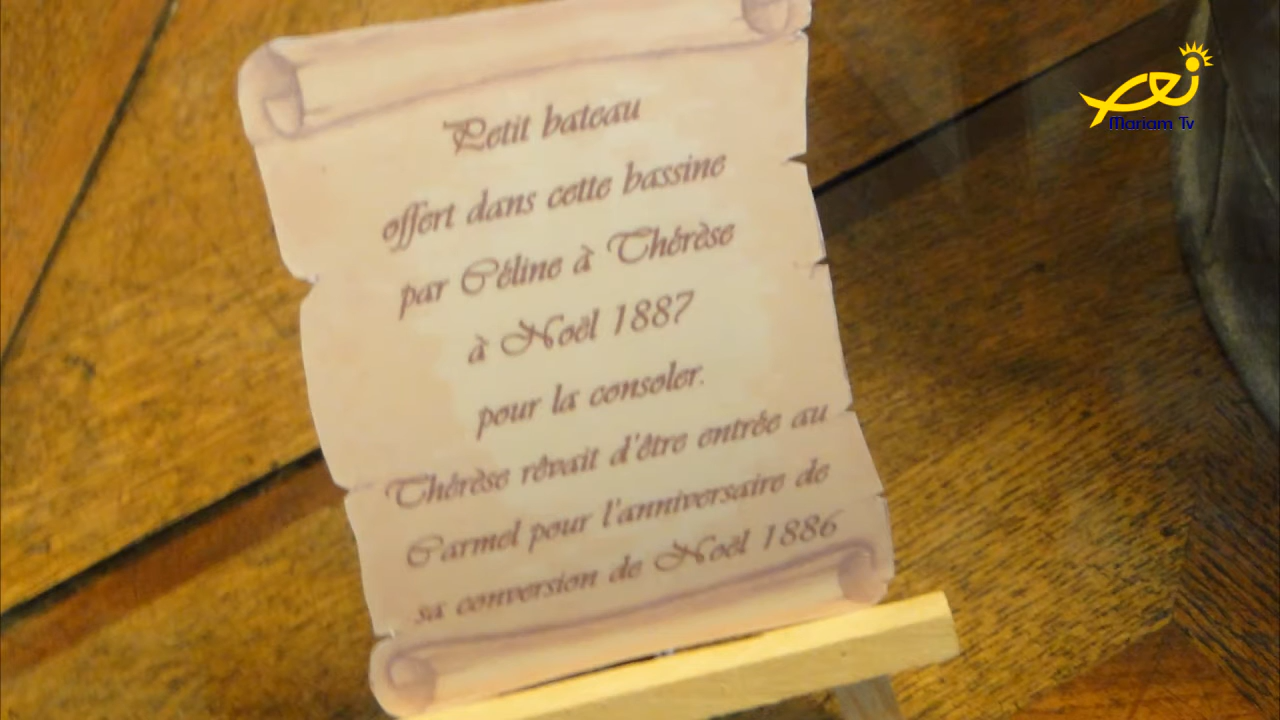 Petit bateau
offert dans cette bassine
par Céline à Thérèse
à Noël 1887
pour la consoler.
Thérèse rêvait d'être entrée au
Carmel pour l'anniversaire de
sa conversion de Noël 1886
Mariam Tv